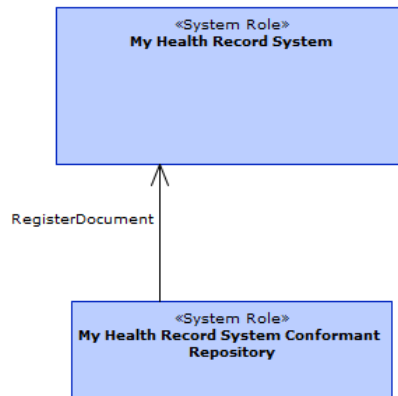 «System Role»
My Health Record System
RegisterDocument
«System Role»
My Health Record System Conformant
Repository